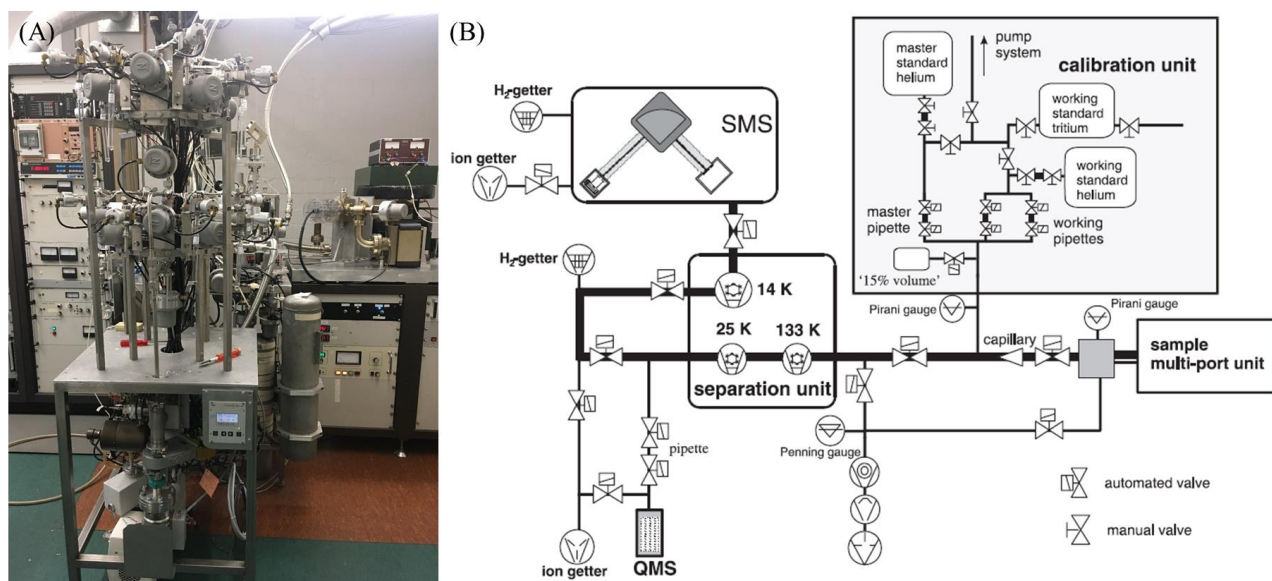 (A)
(B)
H₂-getter
ion getter
SMS
master
standard
helium
pump
system
calibration unit
working
standard
tritium
working
standard
helium
master
pipette
working
pipettes
'15% volume'
H₂-getter
14 K
25 K
133 K
separation unit
Pirani gauge
Pirani gauge
capillary
sample
multi-port unit
pipette
Penning gauge
automated valve
manual valve
ion getter
QMS